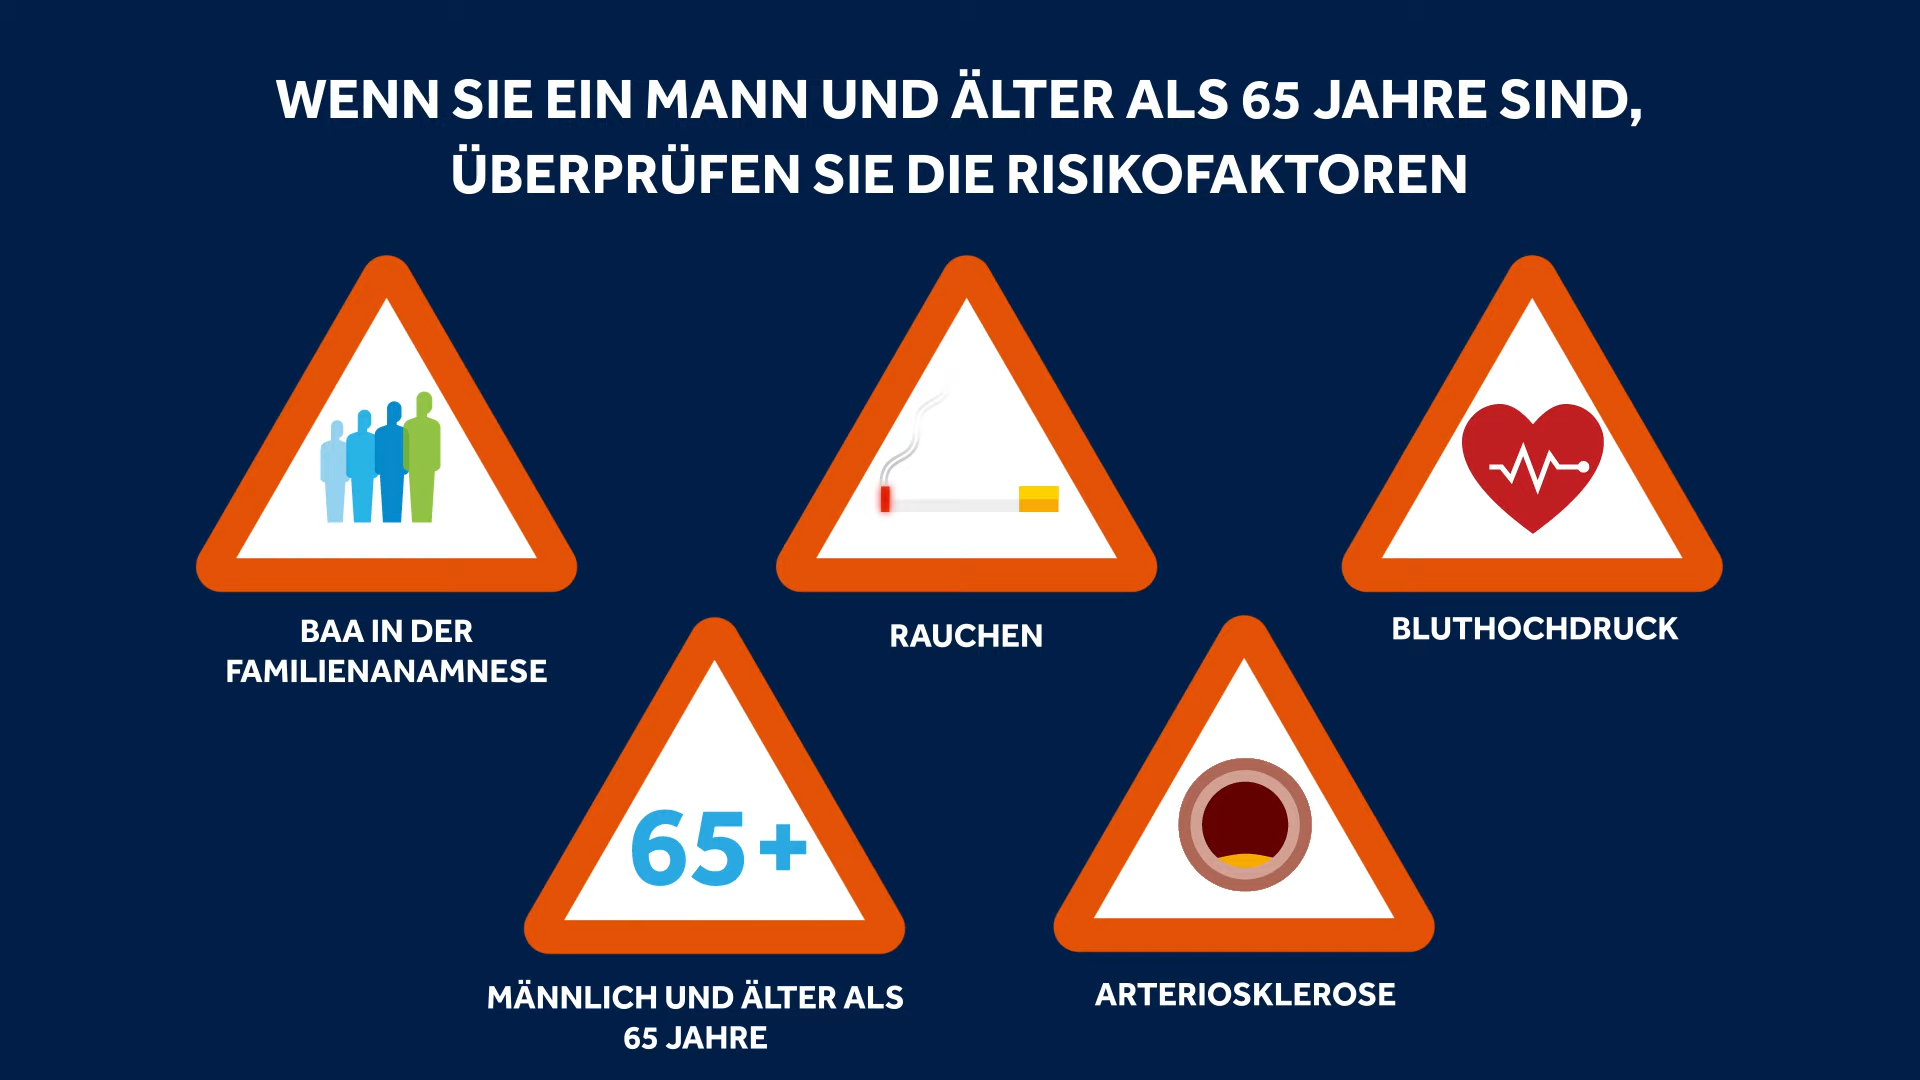 WENN SIE EIN MANN UND ÄLTER ALS 65 JAHRE SIND,
ÜBERPRÜFEN SIE DIE RISIKOFAKTOREN
BAA IN DER
FAMILIENANAMNESE
RAUCHEN
BLUTHOCHDRUCK
65+
MÄNNLICH UND ÄLTER ALS
65 JAHRE
ARTERIOSKLEROSE